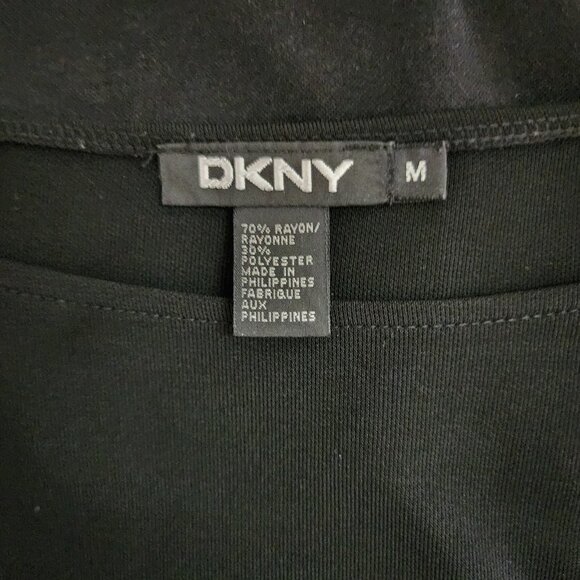 DKNY
M
70% RAYON/
RAYONNE
30%
POLYESTER
MADE IN
PHILIPPINES
FABRIQUE
AUX
PHILIPPINES